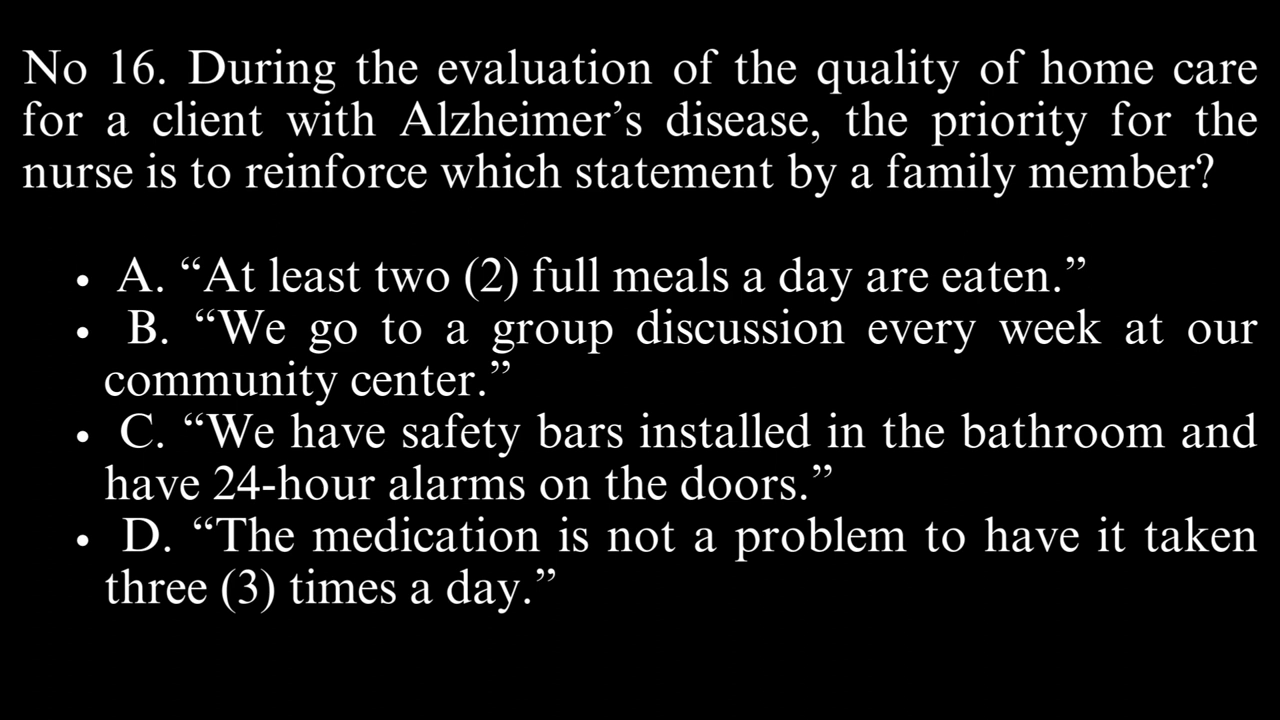 No 16. During the evaluation of the quality of home care
for a client with Alzheimer’s disease, the priority for the
nurse is to reinforce which statement by a family member?
• A. “At least two (2) full meals a day are eaten.”
• B. “We go to a group discussion every week at our
community center.”
• C. “We have safety bars installed in the bathroom and
have 24-hour alarms on the doors.”
• D. “The medication is not a problem to have it taken
three (3) times a day.”